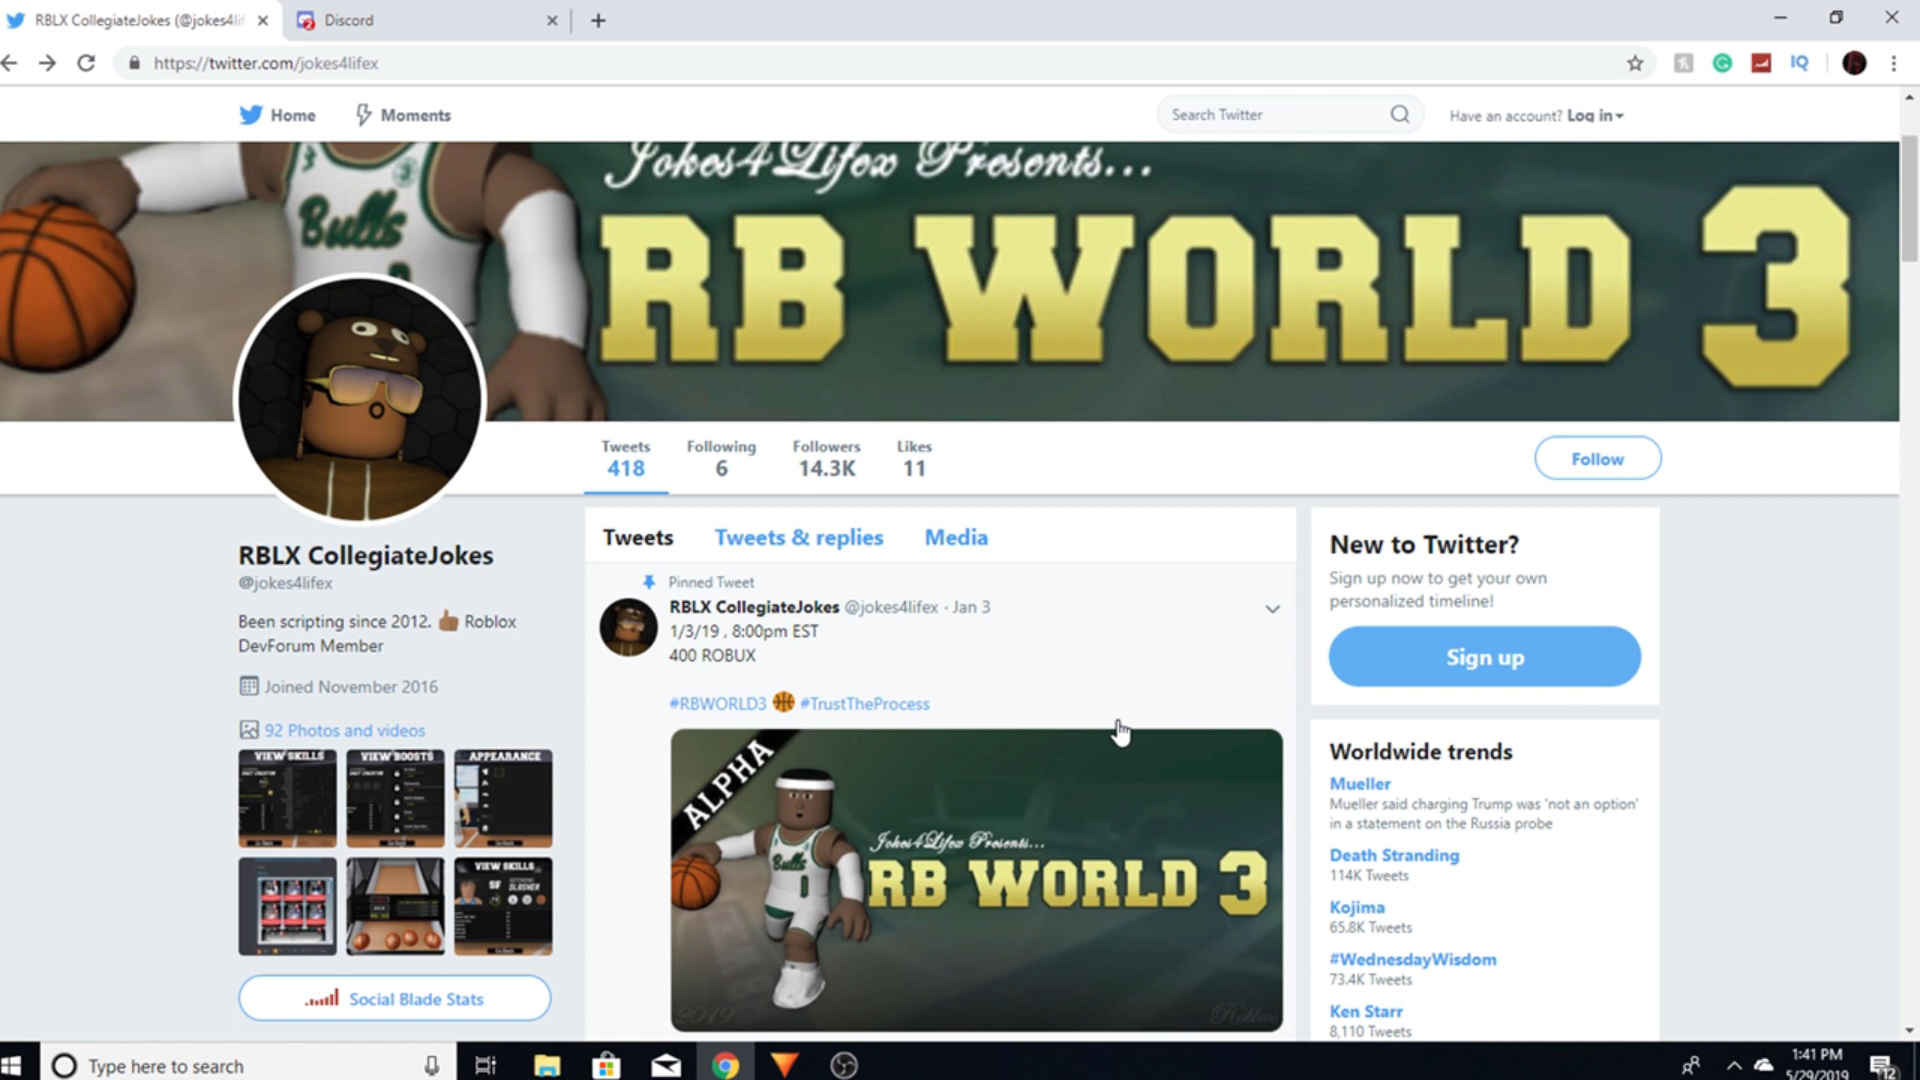 RBLX CollegiateJokes (@jokes4lif
Discord
https://twitter.com/jokes4lifex
IQ
Home
Moments
Search Twitter
Have an account? Log in
Jokes4Lifex Presents...
RB WORLD 3
Bulls
Tweets
418
Following
6
Followers
14.3K
Likes
11
Follow
RBLX CollegiateJokes
@jokes4lifex
Been scripting since 2012. Roblox
DevForum Member
Joined November 2016
92 Photos and videos
VIEW SKILLS
VIEW BOOSTS
APPEARANCE
VIEW SKILLS
SF
SLASHER
Social Blade Stats
Tweets
Tweets & replies
Media
Pinned Tweet
RBLX CollegiateJokes @jokes4lifex · Jan 3
1/3/19 , 8:00pm EST
400 ROBUX
#RBWORLD3 #TrustTheProcess
ALPHA
Jokes4Lifex Presents...
RB WORLD 3
Bulls
2019
Roblox
New to Twitter?
Sign up now to get your own
personalized timeline!
Sign up
Worldwide trends
Mueller
Mueller said charging Trump was 'not an option'
in a statement on the Russia probe
Death Stranding
114K Tweets
Kojima
65.8K Tweets
#WednesdayWisdom
73.4K Tweets
Ken Starr
8,110 Tweets
Type here to search
1:41 PM
5/29/2019
12